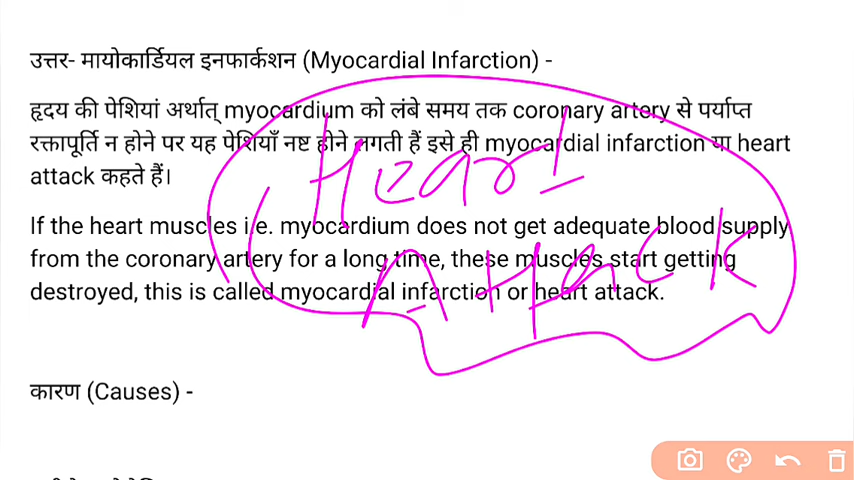 उत्तर- मायोकार्डियल इनफार्कशन (Myocardial Infarction) -
हृदय की पेशियां अर्थात् myocardium को लंबे समय तक coronary artery से पर्याप्त
रक्तापूर्ति न होने पर यह पेशियाँ नष्ट होने लगती हैं इसे ही myocardial infarction या heart
attack कहते हैं।
If the heart muscles i.e. myocardium does not get adequate blood supply
from the coronary artery for a long time, these muscles start getting
destroyed, this is called myocardial infarction or heart attack.
Heart
Attack
कारण (Causes) -